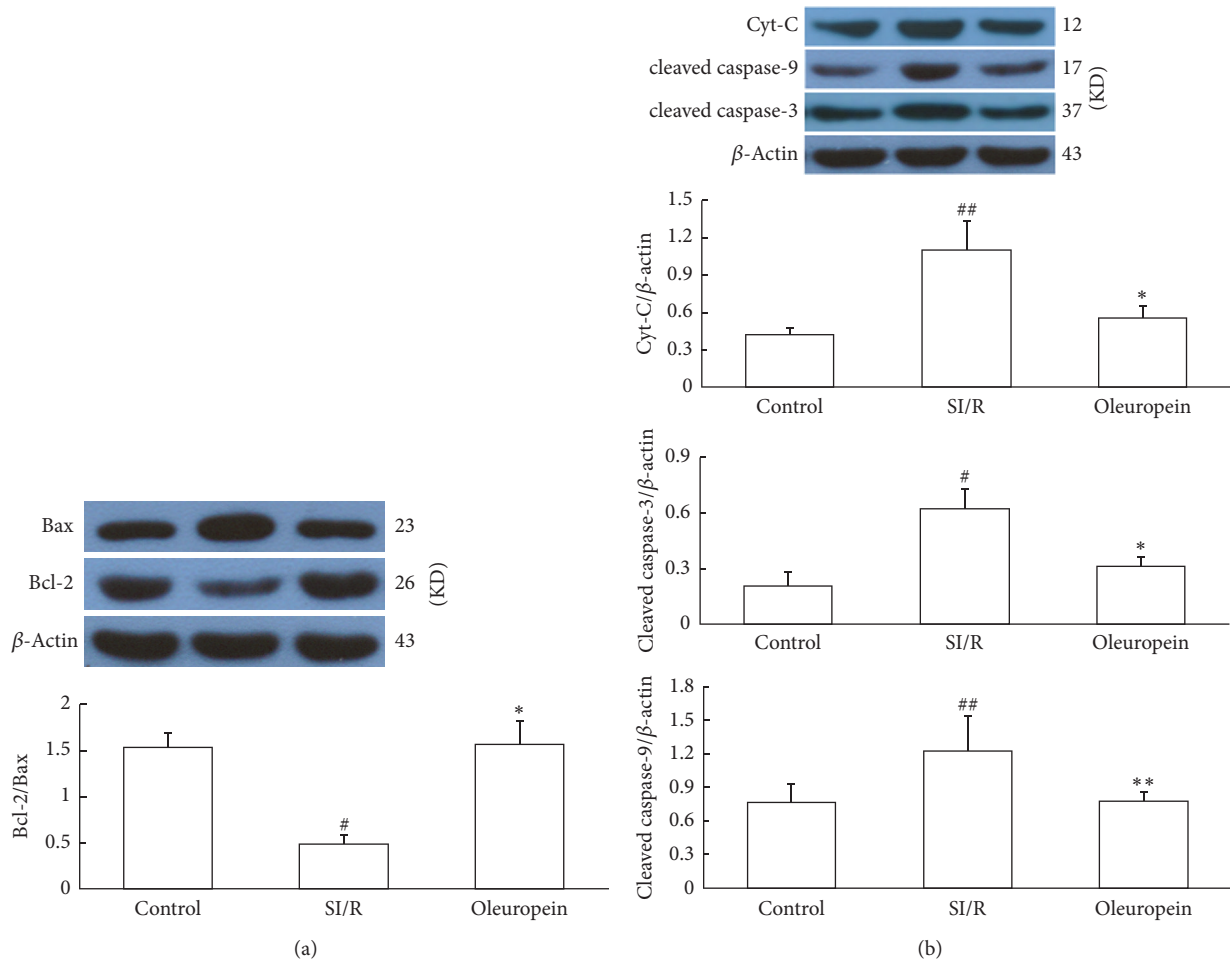 Bax 23
Bcl-2 26
β-Actin 43
(KD)
2
1.5
1
0.5
0
Bcl-2/Bax
#
*
Control SI/R Oleuropein
(a)
Cyt-C 12
cleaved caspase-9 17
cleaved caspase-3 37
β-Actin 43
(KD)
1.5
1.2
0.9
0.6
0.3
0
Cyt-C/β-actin
##
*
Control SI/R Oleuropein
0.9
0.6
0.3
0
Cleaved caspase-3/β-actin
#
*
Control SI/R Oleuropein
1.8
1.5
1.2
0.9
0.6
0.3
0
Cleaved caspase-9/β-actin
##
**
Control SI/R Oleuropein
(b)